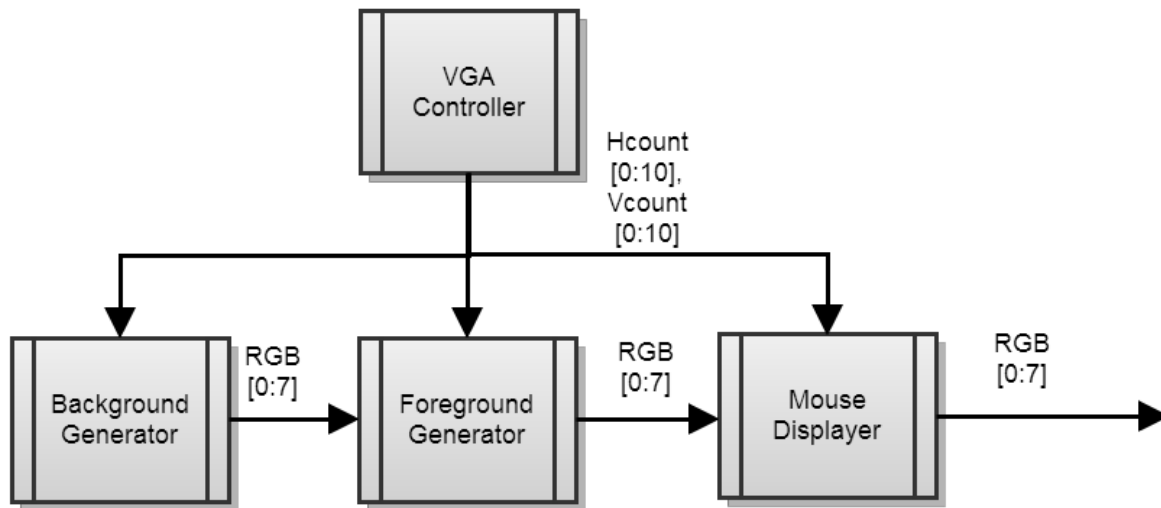 VGA
Controller
Hcount
[0:10],
Vcount
[0:10]
Background
Generator
RGB
[0:7]
Foreground
Generator
RGB
[0:7]
Mouse
Displayer
RGB
[0:7]